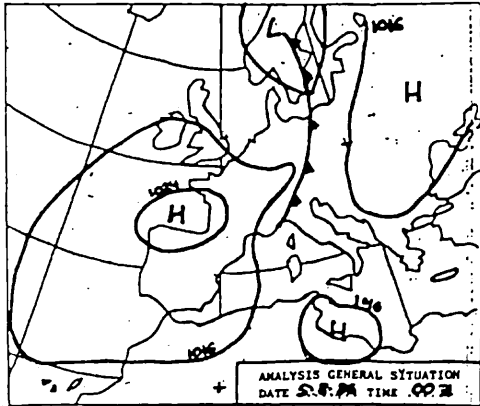 L
1016
H
1024
H
1016
H
1016
ANALYSIS GENERAL SITUATION
DATE TIME